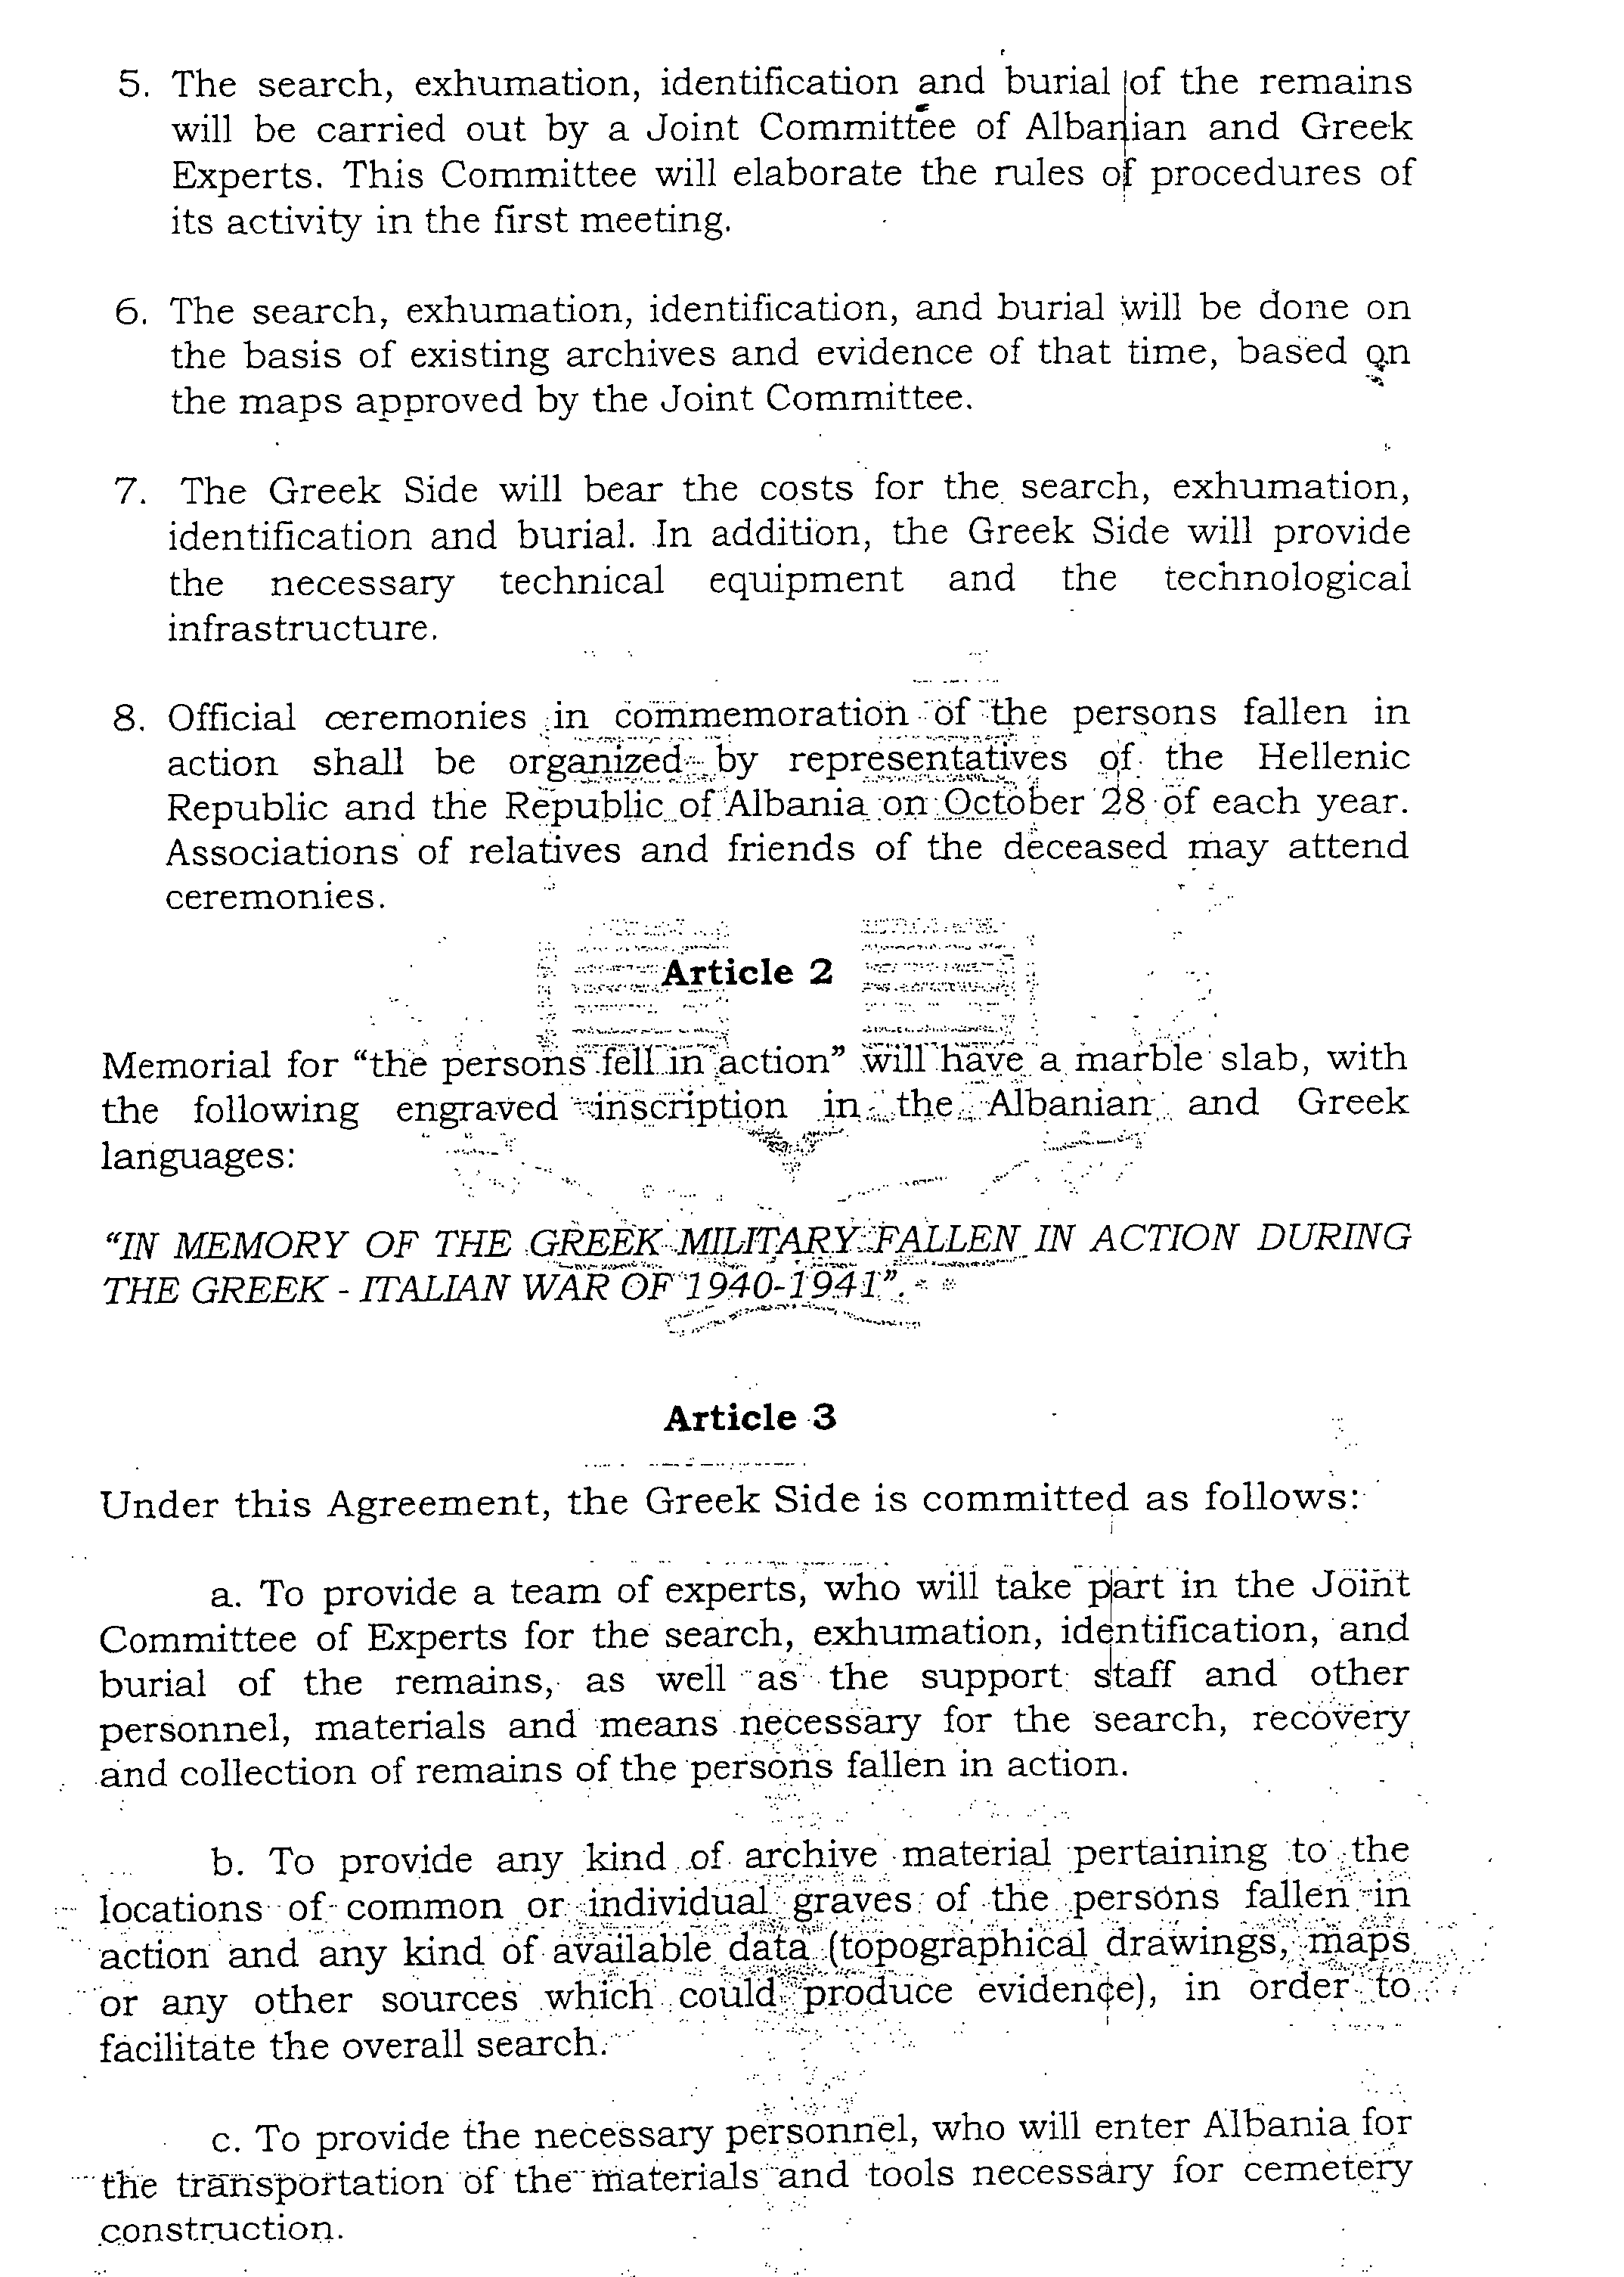 5. The search, exhumation, identification and burial of the remains
will be carried out by a Joint Committee of Albanian and Greek
Experts. This Committee will elaborate the rules of procedures of
its activity in the first meeting.
6. The search, exhumation, identification, and burial will be done on
the basis of existing archives and evidence of that time, based on
the maps approved by the Joint Committee.
7. The Greek Side will bear the costs for the search, exhumation,
identification and burial. In addition, the Greek Side will provide
the necessary technical equipment and the technological
infrastructure.
8. Official ceremonies in commemoration of the persons fallen in
action shall be organized by representatives of the Hellenic
Republic and the Republic of Albania on October 28 of each year.
Associations of relatives and friends of the deceased may attend
ceremonies.
Article 2
Memorial for “the persons fell in action” will have a marble slab, with
the following engraved inscription in the Albanian and Greek
languages:
“IN MEMORY OF THE GREEK MILITARY FALLEN IN ACTION DURING
THE GREEK - ITALIAN WAR OF 1940-1941”.
Article 3
Under this Agreement, the Greek Side is committed as follows:
a. To provide a team of experts, who will take part in the Joint
Committee of Experts for the search, exhumation, identification, and
burial of the remains, as well as the support staff and other
personnel, materials and means necessary for the search, recovery
and collection of remains of the persons fallen in action.
b. To provide any kind of archive material pertaining to the
locations of common or individual graves of the persons fallen in
action and any kind of available data (topographical drawings, maps
or any other sources which could produce evidence), in order to
facilitate the overall search.
c. To provide the necessary personnel, who will enter Albania for
the transportation of the materials and tools necessary for cemetery
construction.